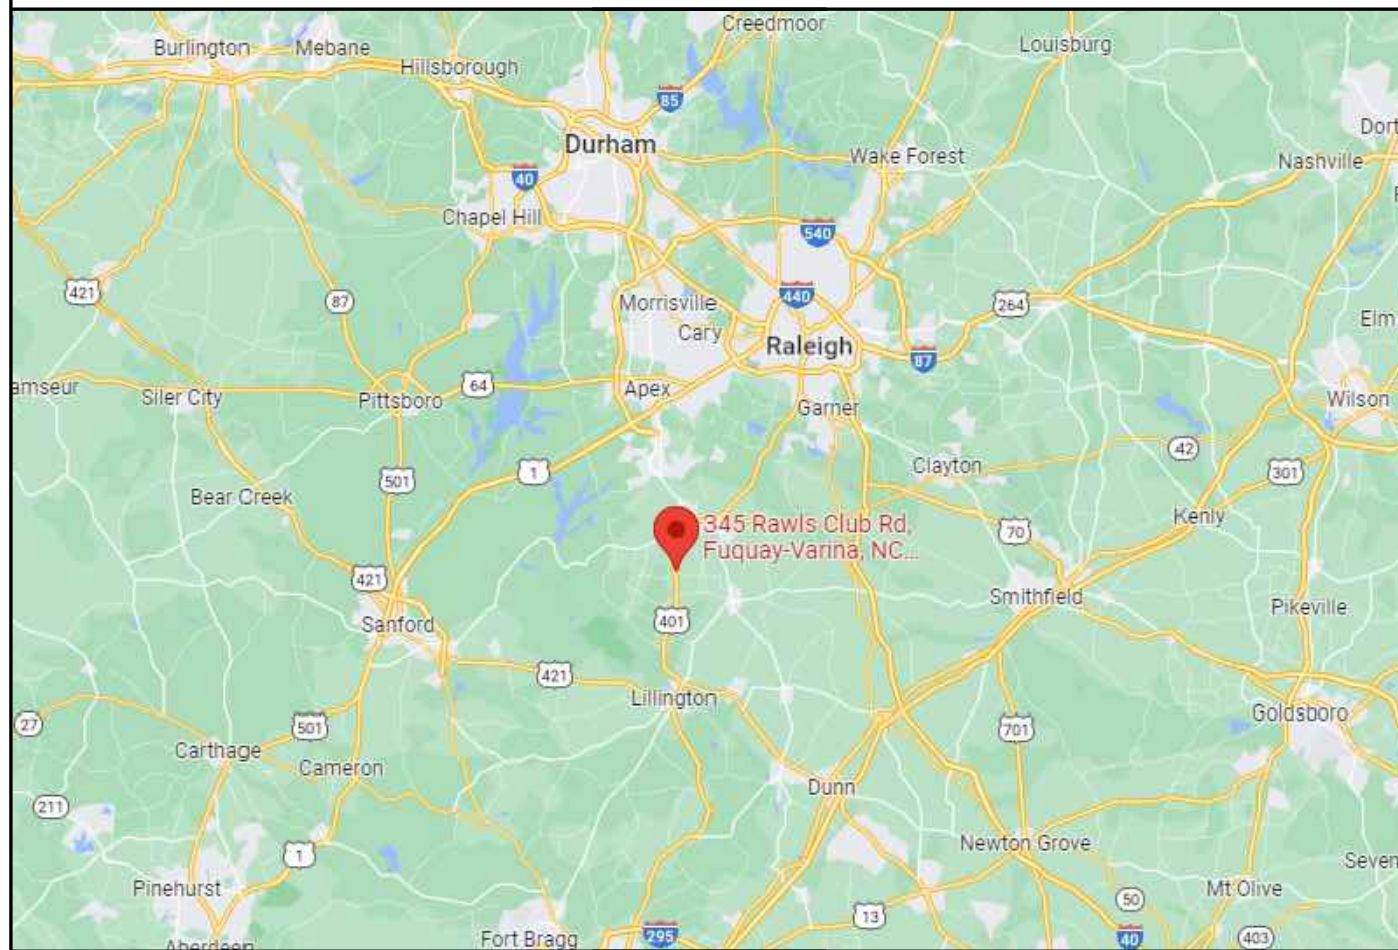 Creedmoor
Burlington
Mebane
Louisburg
Hillsborough
85
Durham
Dort
Wake Forest
Nashville
40
Chapel Hill
540
421
87
440
264
Morrisville
Cary
Elm
Raleigh
87
amseur
Siler City
Pittsboro
64
Apex
Garner
Wilson
42
Clayton
1
501
301
Bear Creek
345 Rawls Club Rd,
Fuquay-Varina, NC...
Kenly
70
421
Smithfield
Pikeville
401
Sanford
421
Lillington
27
501
701
Goldsboro
Carthage
Cameron
Dunn
211
1
Newton Grove
Seven
Pinehurst
Mt Olive
50
13
Aberdeen
Fort Bragg
295
40
403